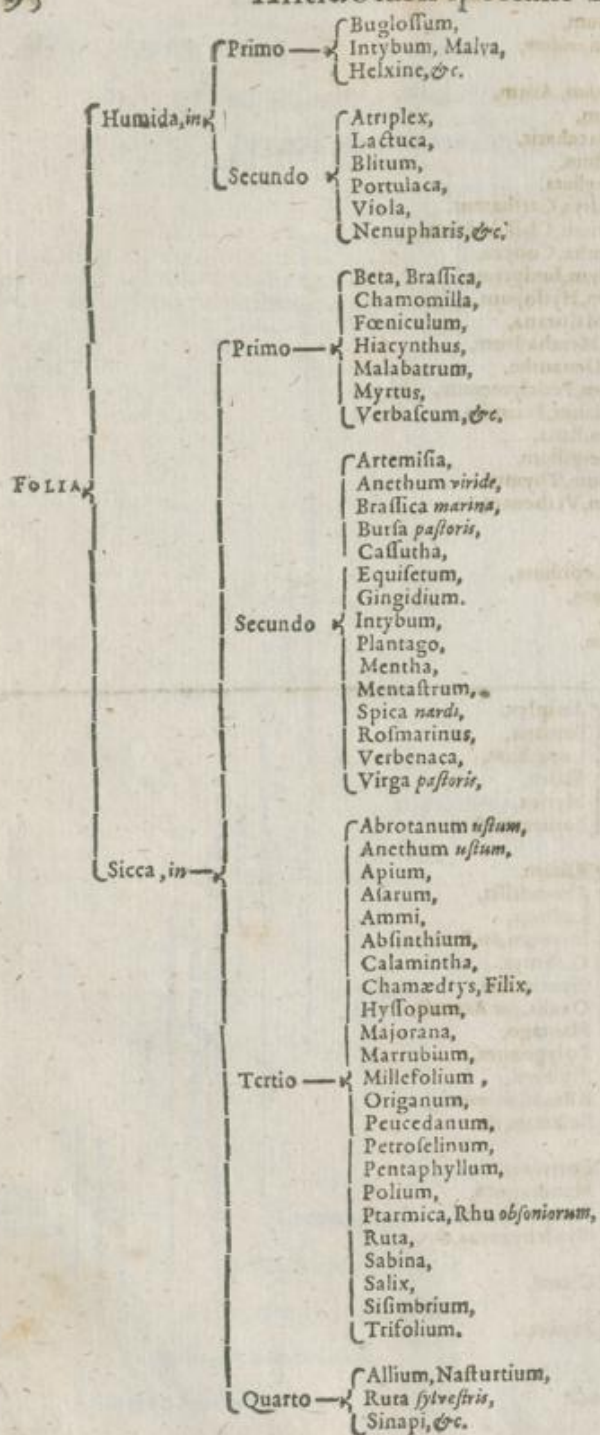 95
Buglossum,
Primo
Intybum, Malva,
Helxine, &c.
Humida, in
Atriplex,
Lactuca,
Blitum,
Secundo
Portulaca,
Viola,
Nenupharis, &c.
Beta, Brassica,
Chamomilla,
Fœniculum,
Primo
Hiacynthus,
Malabatrum,
Myrtus,
Verbascum, &c.
FOLIA,
Artemisia,
Anethum viride,
Brassica marina,
Bursa pastoris,
Cassutha,
Equisetum,
Gingidium.
Secundo
Intybum,
Plantago,
Mentha,
Mentastrum,
Spica nardi,
Rosmarinus,
Verbenaca,
Virga pastoris,
Sicca, in
Abrotanum ustum,
Anethum ustum,
Apium,
Asarum,
Ammi,
Absinthium,
Calamintha,
Chamædrys, Filix,
Hyssopum,
Majorana,
Marrubium,
Tertio
Millefolium,
Origanum,
Peucedanum,
Petroselinum,
Pentaphyllum,
Polium,
Ptarmica, Rhu obsoniorum,
Ruta,
Sabina,
Salix,
Sisimbrium,
Trifolium.
Allium, Nasturtium,
Quarto
Ruta sylvestris,
Sinapi, &c.